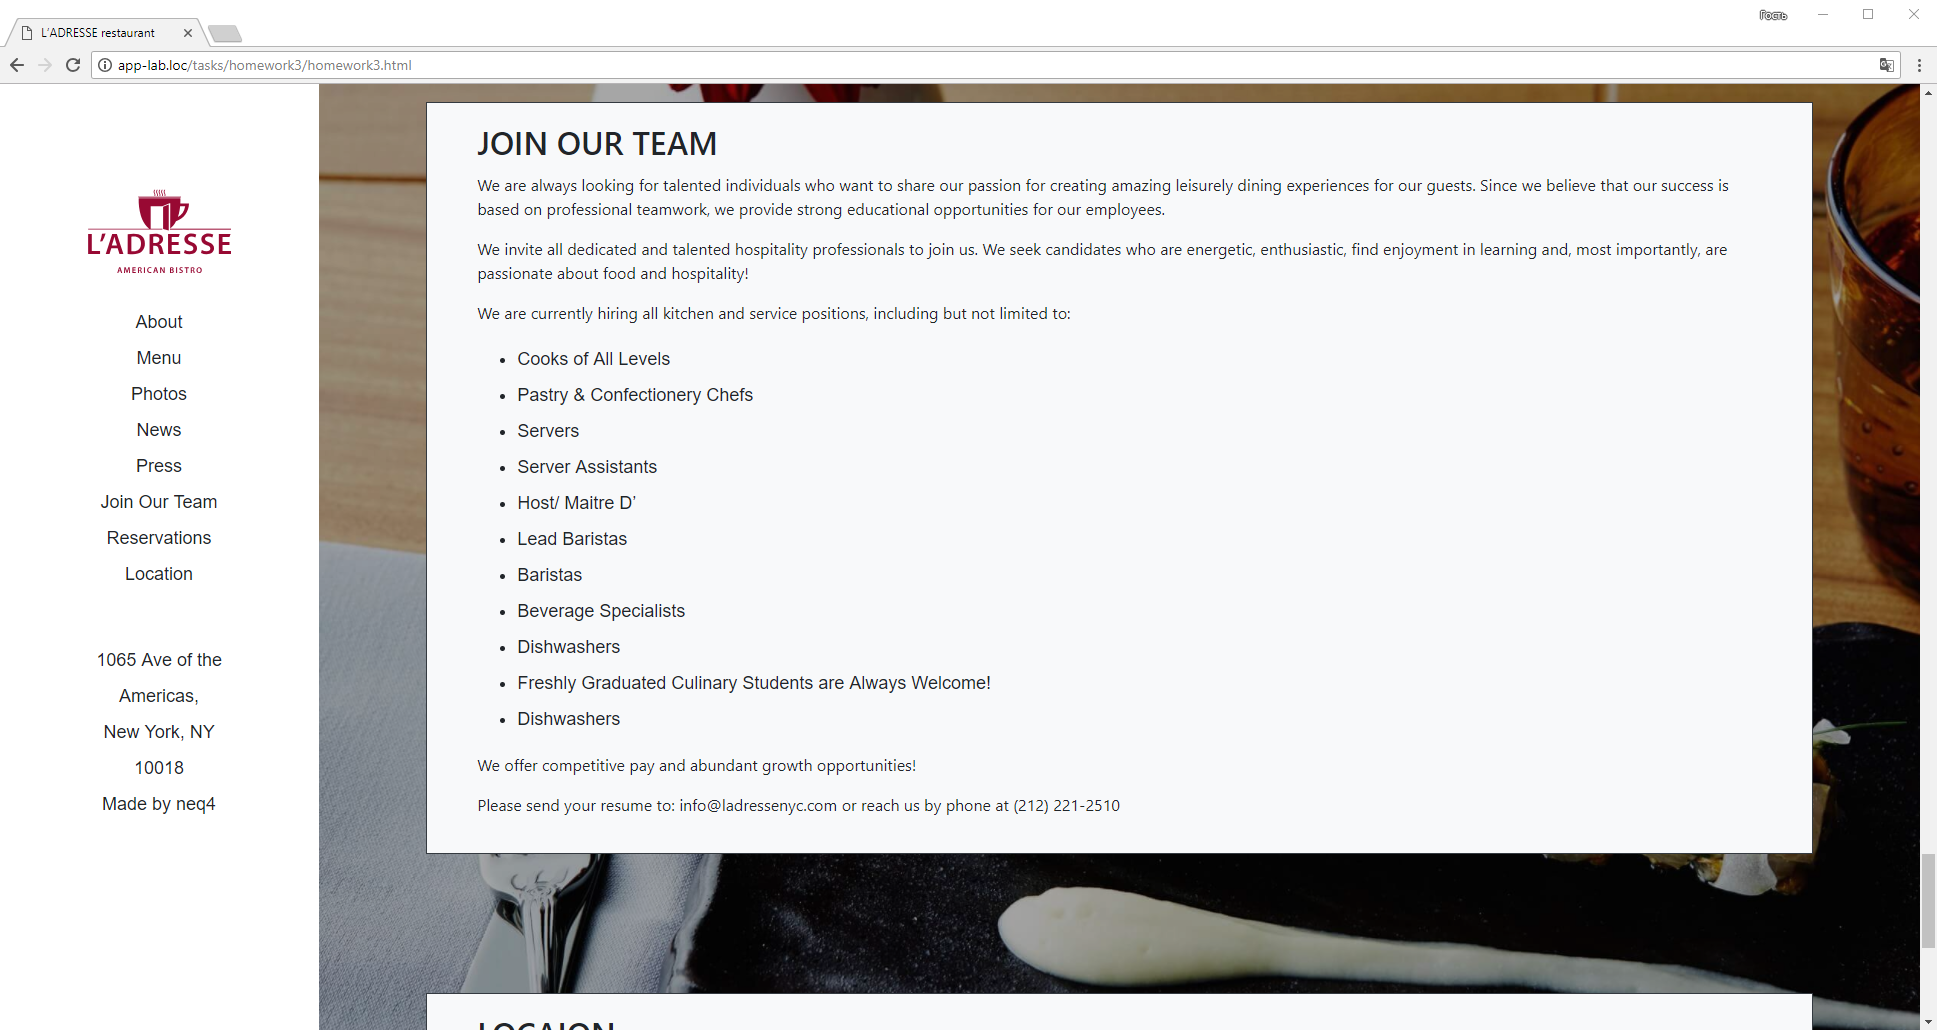 L'ADRESSE restaurant
Гость
app-lab.loc/tasks/homework3/homework3.html
L'ADRESSE
AMERICAN BISTRO
About
Menu
Photos
News
Press
Join Our Team
Reservations
Location
1065 Ave of the
Americas,
New York, NY
10018
Made by neq4
JOIN OUR TEAM
We are always looking for talented individuals who want to share our passion for creating amazing leisurely dining experiences for our guests. Since we believe that our success is
based on professional teamwork, we provide strong educational opportunities for our employees.
We invite all dedicated and talented hospitality professionals to join us. We seek candidates who are energetic, enthusiastic, find enjoyment in learning and, most importantly, are
passionate about food and hospitality!
We are currently hiring all kitchen and service positions, including but not limited to:
• Cooks of All Levels
• Pastry & Confectionery Chefs
• Servers
• Server Assistants
• Host/ Maitre D'
• Lead Baristas
• Baristas
• Beverage Specialists
• Dishwashers
• Freshly Graduated Culinary Students are Always Welcome!
• Dishwashers
We offer competitive pay and abundant growth opportunities!
Please send your resume to: info@ladressenyc.com or reach us by phone at (212) 221-2510
LOCAION